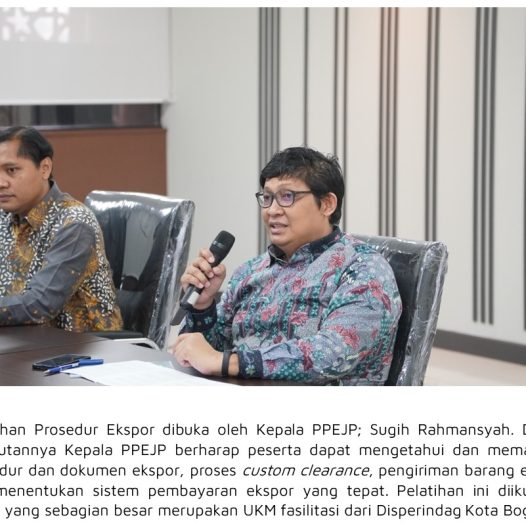 han Prosedur Ekspor dibuka oleh Kepala PPEJP; Sugih Rahmansyah. D
utannya Kepala PPEJP berharap peserta dapat mengetahui dan mema
dur dan dokumen ekspor, proses custom clearance, pengiriman barang e
menentukan sistem pembayaran ekspor yang tepat. Pelatihan ini diiku
yang sebagian besar merupakan UKM fasilitasi dari Disperindag Kota Bog